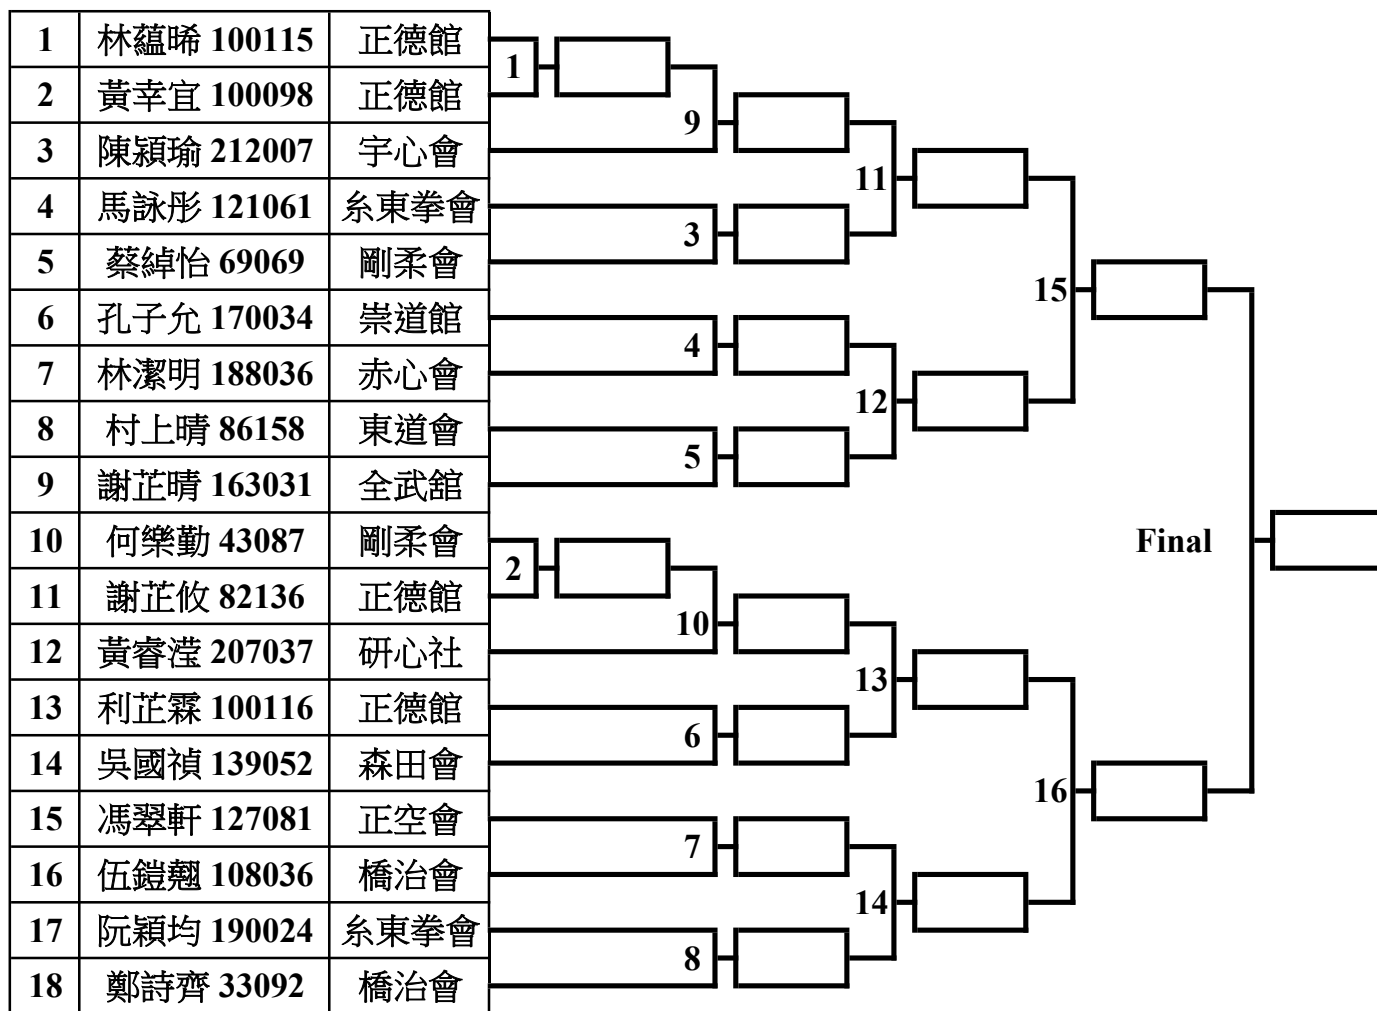 1 林蘊晞 100115 正德館
2 黃幸宜 100098 正德館
3 陳潁瑜 212007 宇心會
4 馬詠彤 121061 糸東拳會
5 蔡綽怡 69069 剛柔會
6 孔子允 170034 崇道館
7 林潔明 188036 赤心會
8 村上晴 86158 東道會
9 謝芷晴 163031 全武舘
10 何樂勤 43087 剛柔會
11 謝芷攸 82136 正德館
12 黃睿滢 207037 研心社
13 利芷霖 100116 正德館
14 吳國禎 139052 森田會
15 馮翠軒 127081 正空會
16 伍鎧翹 108036 橋治會
17 阮穎均 190024 糸東拳會
18 鄭詩齊 33092 橋治會
1
9
11
3
15
4
12
5
Final
2
10
13
6
16
7
14
8